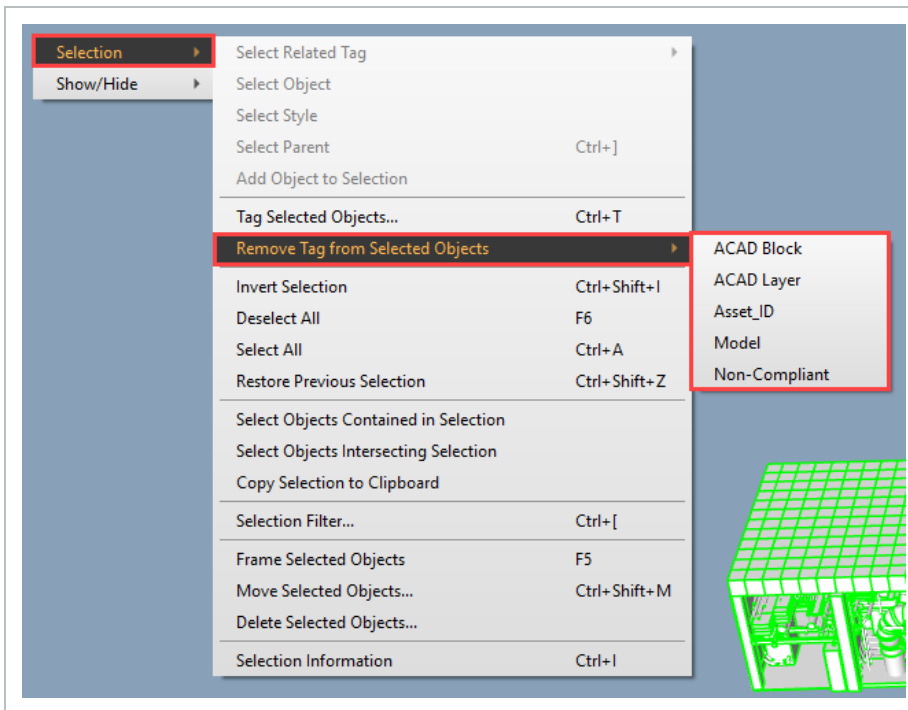 Selection
Show/Hide
Select Related Tag
Select Object
Select Style
Select Parent Ctrl+]
Add Object to Selection
Tag Selected Objects... Ctrl+T
Remove Tag from Selected Objects
ACAD Block
ACAD Layer
Asset_ID
Model
Non-Compliant
Invert Selection Ctrl+Shift+I
Deselect All F6
Select All Ctrl+A
Restore Previous Selection Ctrl+Shift+Z
Select Objects Contained in Selection
Select Objects Intersecting Selection
Copy Selection to Clipboard
Selection Filter... Ctrl+[
Frame Selected Objects F5
Move Selected Objects... Ctrl+Shift+M
Delete Selected Objects...
Selection Information Ctrl+I